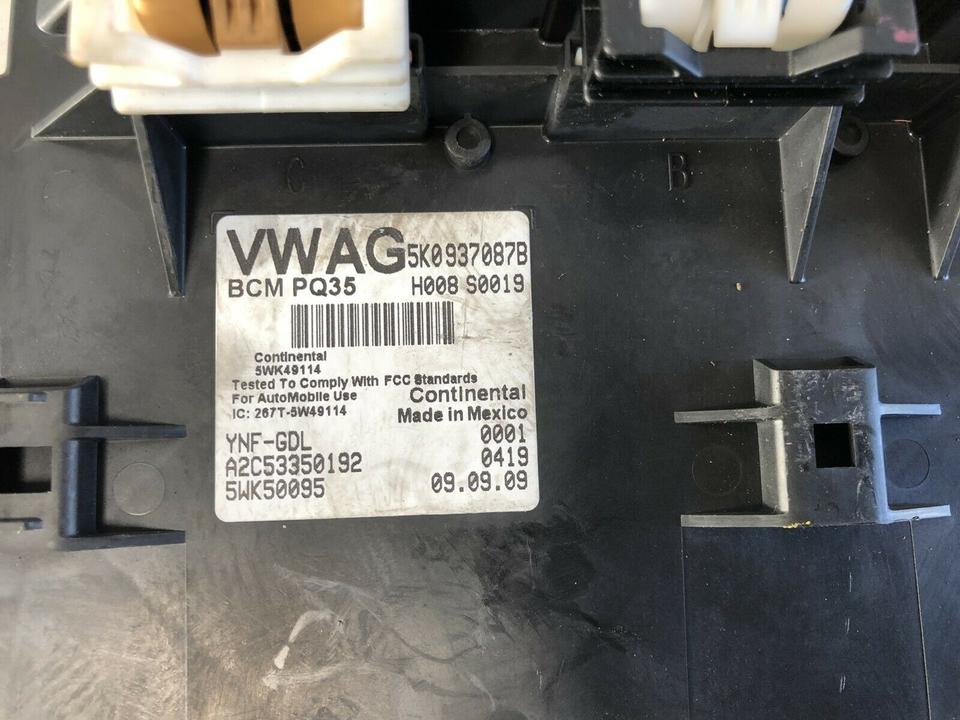 C
B
VWAG 5K0937087B
BCM PQ35 H008 S0019
Continental
5WK49114
Tested To Comply With FCC Standards
For AutoMobile Use
IC: 267T-5W49114
Continental
Made in Mexico
YNF-GDL 0001
A2C53350192 0419
5WK50095 09.09.09